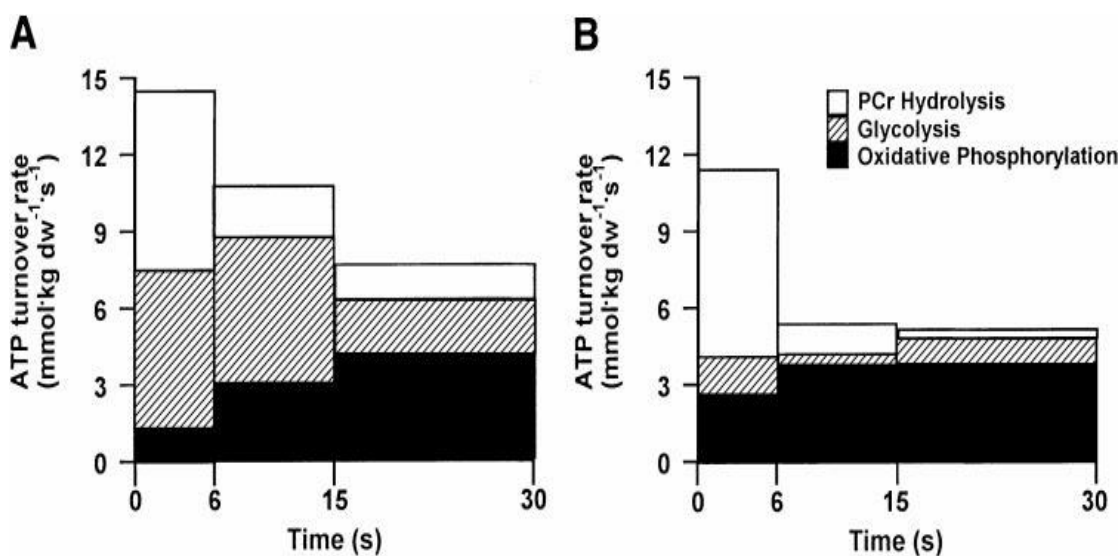 A
ATP turnover rate
(mmol·kg dw⁻¹·s⁻¹)
15
12
9
6
3
0
0 6 15 30
Time (s)
B
ATP turnover rate
(mmol·kg dw⁻¹·s⁻¹)
15
12
9
6
3
0
PCr Hydrolysis
Glycolysis
Oxidative Phosphorylation
0 6 15 30
Time (s)